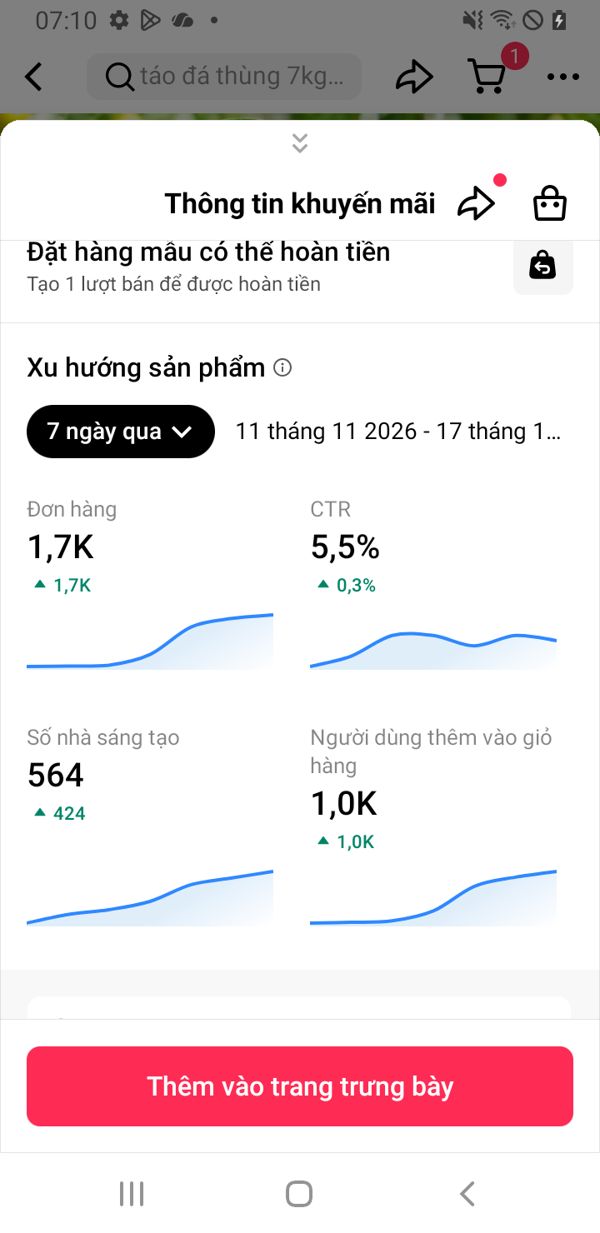 07:10
táo đá thùng 7kg...
1
Thông tin khuyến mãi
Đặt hàng mẫu có thể hoàn tiền
Tạo 1 lượt bán để được hoàn tiền
Xu hướng sản phẩm
7 ngày qua
11 tháng 11 2026 - 17 tháng 1...
Đơn hàng
1,7K
1,7K
CTR
5,5%
0,3%
Số nhà sáng tạo
564
424
Người dùng thêm vào giỏ
hàng
1,0K
1,0K
Thêm vào trang trưng bày